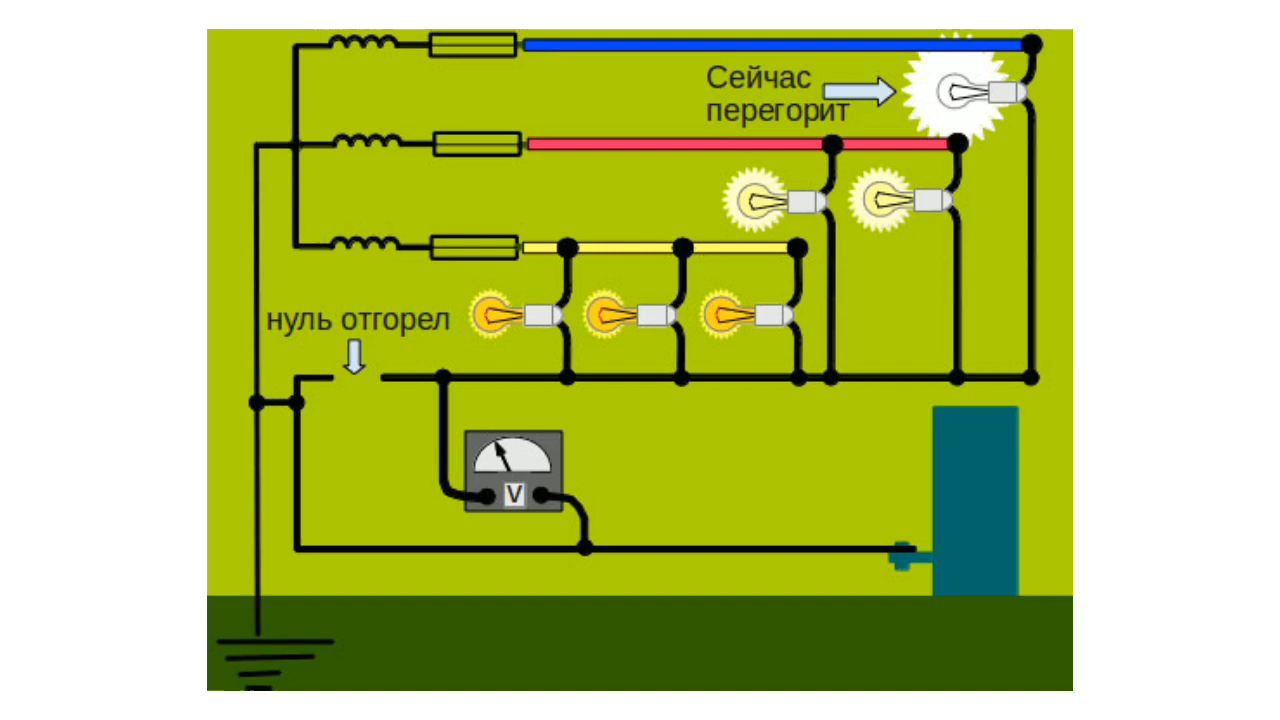 Сейчас
перегорит
нуль отгорел
V